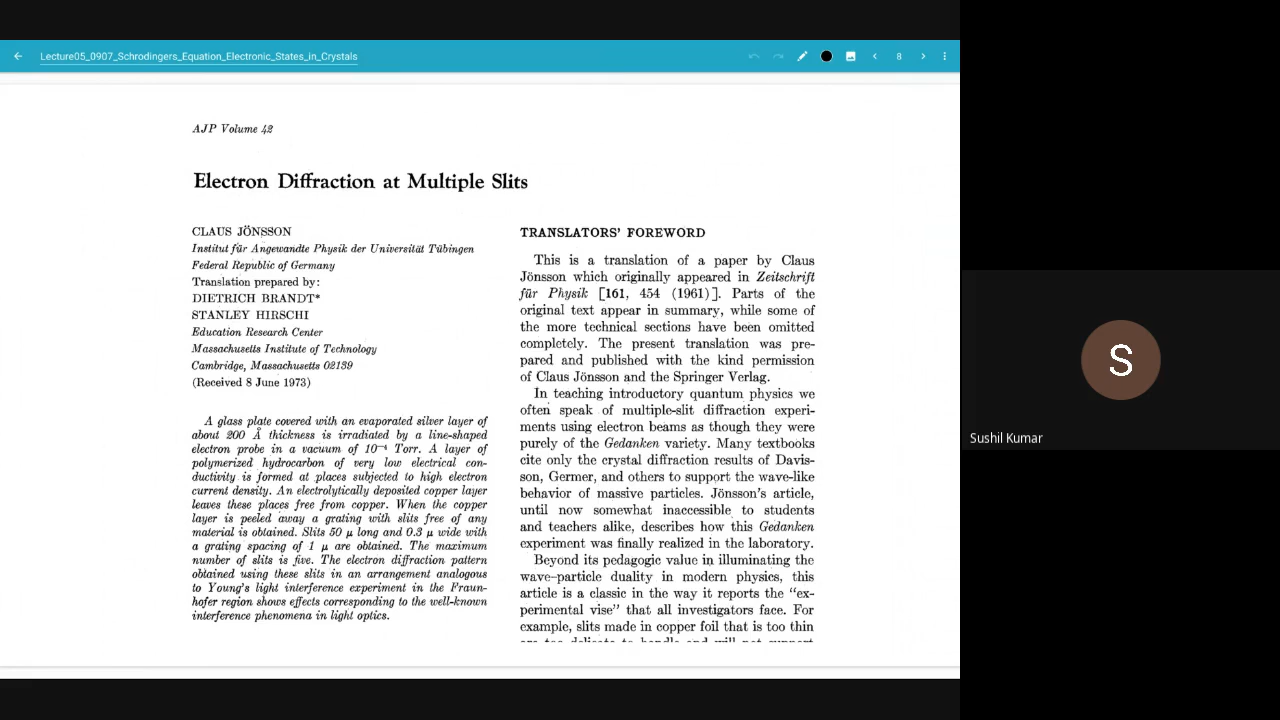 Lecture05_0907_Schrodingers_Equation_Electronic_States_in_Crystals
8
AJP Volume 42
Electron Diffraction at Multiple Slits
CLAUS JÖNSSON
Institut für Angewandte Physik der Universität Tübingen
Federal Republic of Germany
Translation prepared by:
DIETRICH BRANDT*
STANLEY HIRSCHI
Education Research Center
Massachusetts Institute of Technology
Cambridge, Massachusetts 02139
(Received 8 June 1973)
A glass plate covered with an evaporated silver layer of
about 200 Å thickness is irradiated by a line-shaped
electron probe in a vacuum of 10⁻⁴ Torr. A layer of
polymerized hydrocarbon of very low electrical con-
ductivity is formed at places subjected to high electron
current density. An electrolytically deposited copper layer
leaves these places free from copper. When the copper
layer is peeled away a grating with slits free of any
material is obtained. Slits 50 μ long and 0.3 μ wide with
a grating spacing of 1 μ are obtained. The maximum
number of slits is five. The electron diffraction pattern
obtained using these slits in an arrangement analogous
to Young's light interference experiment in the Fraun-
hofer region shows effects corresponding to the well-known
interference phenomena in light optics.
TRANSLATORS' FOREWORD
This is a translation of a paper by Claus
Jönsson which originally appeared in Zeitschrift
für Physik [161, 454 (1961)]. Parts of the
original text appear in summary, while some of
the more technical sections have been omitted
completely. The present translation was pre-
pared and published with the kind permission
of Claus Jönsson and the Springer Verlag.
In teaching introductory quantum physics we
often speak of multiple-slit diffraction experi-
ments using electron beams as though they were
purely of the Gedanken variety. Many textbooks
cite only the crystal diffraction results of Davis-
son, Germer, and others to support the wave-like
behavior of massive particles. Jönsson's article,
until now somewhat inaccessible to students
and teachers alike, describes how this Gedanken
experiment was finally realized in the laboratory.
Beyond its pedagogic value in illuminating the
wave-particle duality in modern physics, this
article is a classic in the way it reports the "ex-
perimental vise" that all investigators face. For
example, slits made in copper foil that is too thin
are too delicate to handle and will not support
S
Sushil Kumar